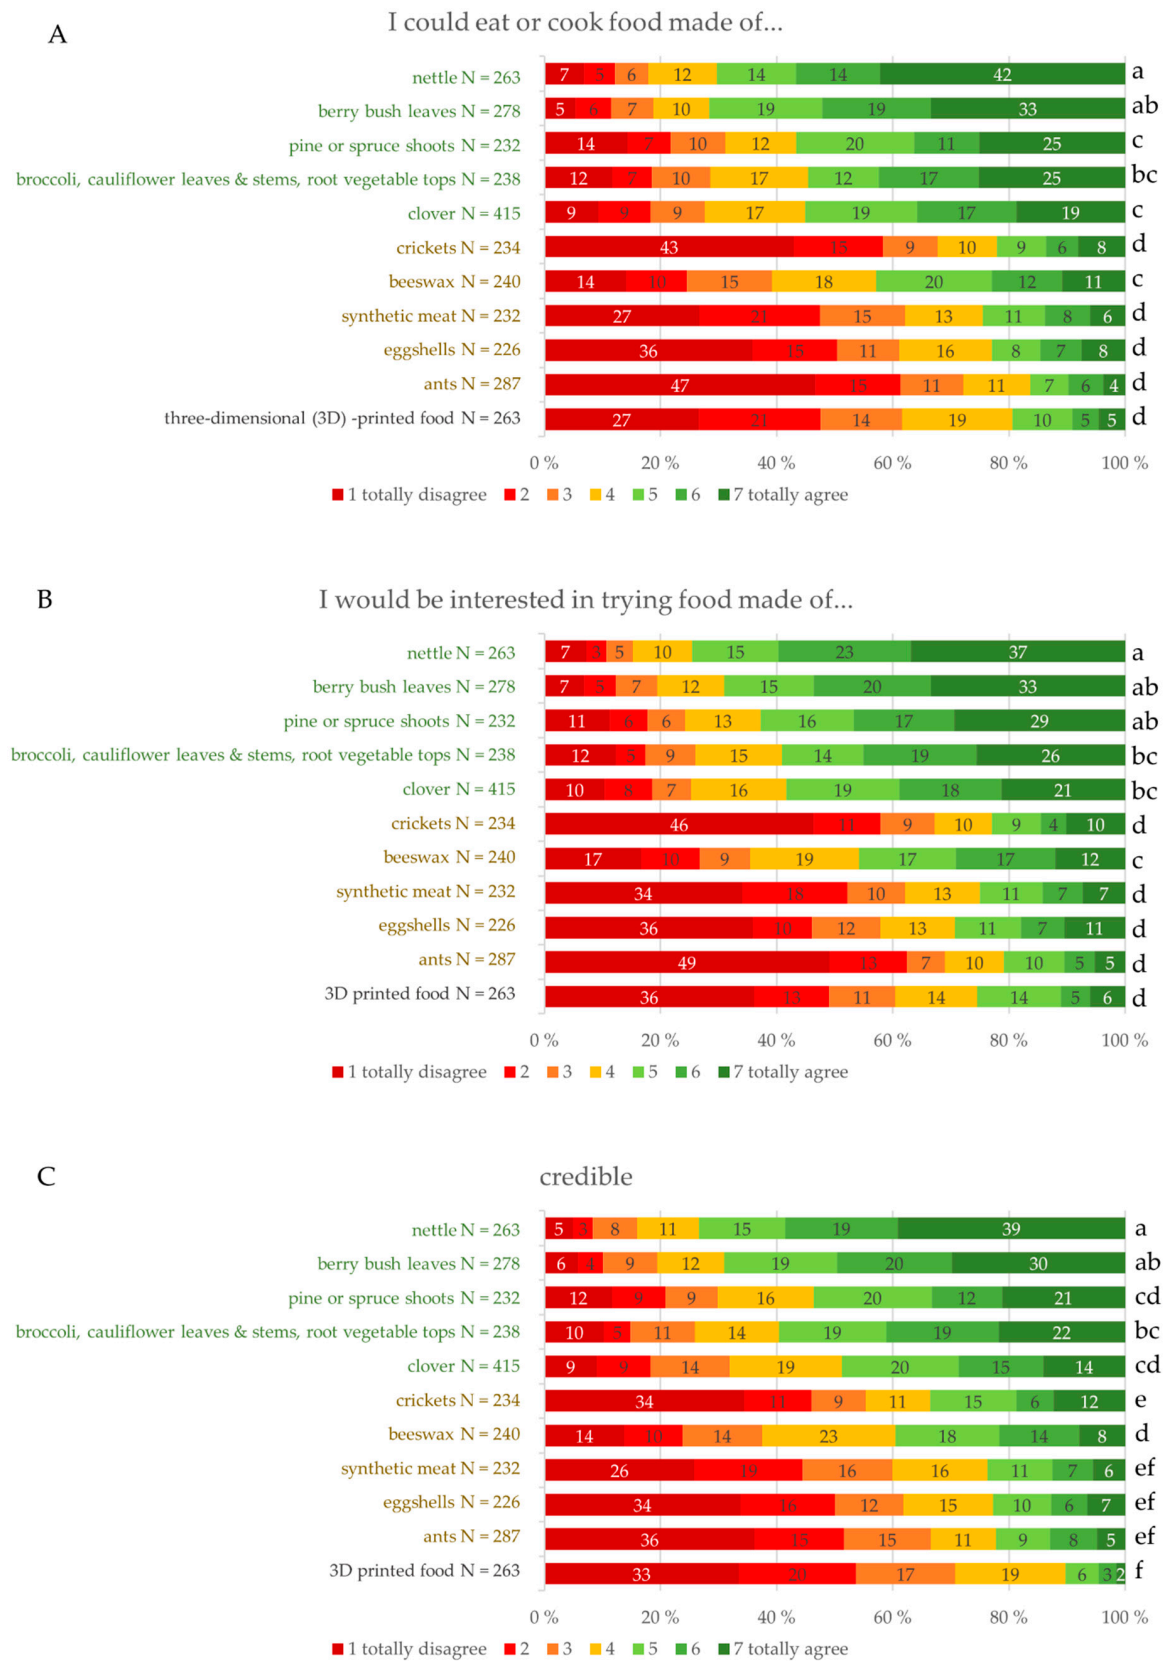 A
I could eat or cook food made of...
nettle N = 263 7 5 6 12 14 14 42 a
berry bush leaves N = 278 5 6 7 10 19 19 33 ab
pine or spruce shoots N = 232 14 7 10 12 20 11 25 c
broccoli, cauliflower leaves & stems, root vegetable tops N = 238 12 7 10 17 12 17 25 bc
clover N = 415 9 9 9 17 19 17 19 c
crickets N = 234 43 15 9 10 9 6 8 d
beeswax N = 240 14 10 15 18 20 12 11 c
synthetic meat N = 232 27 21 15 13 11 8 6 d
eggshells N = 226 36 15 11 16 8 7 8 d
ants N = 287 47 15 11 11 7 6 4 d
three-dimensional (3D) -printed food N = 263 27 21 14 19 10 5 5 d
0 % 20 % 40 % 60 % 80 % 100 %
1 totally disagree 2 3 4 5 6 7 totally agree
B
I would be interested in trying food made of...
nettle N = 263 7 3 5 10 15 23 37 a
berry bush leaves N = 278 7 5 7 12 15 20 33 ab
pine or spruce shoots N = 232 11 6 6 13 16 17 29 ab
broccoli, cauliflower leaves & stems, root vegetable tops N = 238 12 5 9 15 14 19 26 bc
clover N = 415 10 8 7 16 19 18 21 bc
crickets N = 234 46 11 9 10 9 4 10 d
beeswax N = 240 17 10 9 19 17 17 12 c
synthetic meat N = 232 34 18 10 13 11 7 7 d
eggshells N = 226 36 10 12 13 11 7 11 d
ants N = 287 49 13 7 10 10 5 5 d
3D printed food N = 263 36 13 11 14 14 5 6 d
0 % 20 % 40 % 60 % 80 % 100 %
1 totally disagree 2 3 4 5 6 7 totally agree
C
credible
nettle N = 263 5 3 8 11 15 19 39 a
berry bush leaves N = 278 6 4 9 12 19 20 30 ab
pine or spruce shoots N = 232 12 9 9 16 20 12 21 cd
broccoli, cauliflower leaves & stems, root vegetable tops N = 238 10 5 11 14 19 19 22 bc
clover N = 415 9 9 14 19 20 15 14 cd
crickets N = 234 34 11 9 11 15 6 12 e
beeswax N = 240 14 10 14 23 18 14 8 d
synthetic meat N = 232 26 19 16 16 11 7 6 ef
eggshells N = 226 34 16 12 15 10 6 7 ef
ants N = 287 36 15 15 11 9 8 5 ef
3D printed food N = 263 33 20 17 19 6 3 2 f
0 % 20 % 40 % 60 % 80 % 100 %
1 totally disagree 2 3 4 5 6 7 totally agree